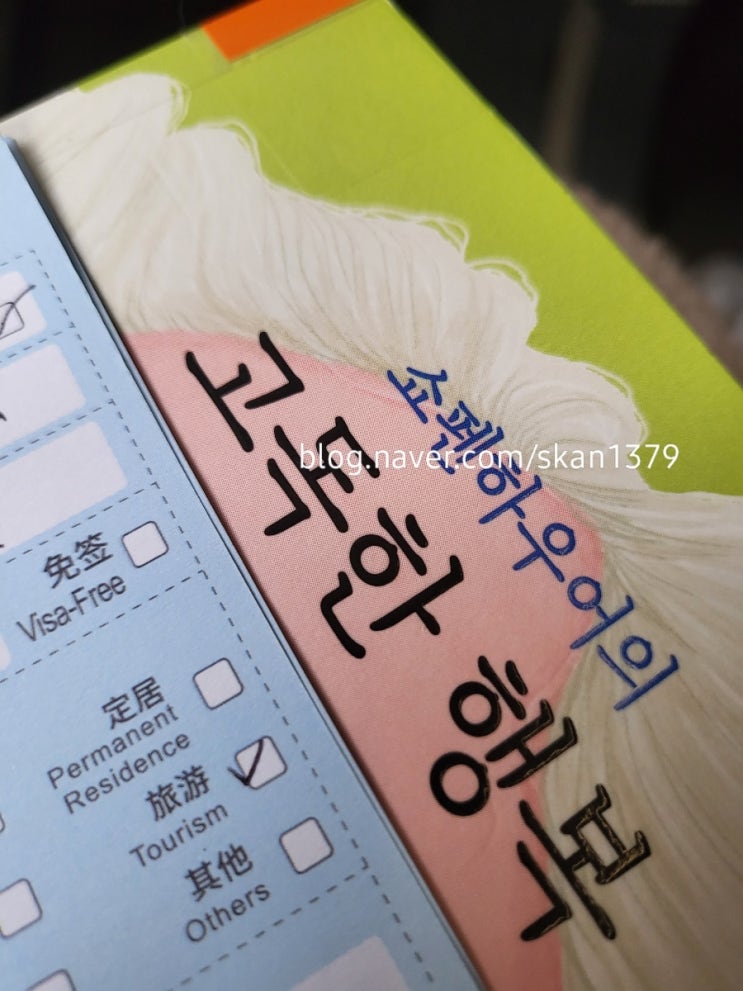 쇼펜하우어의
고독한 행복
blog.naver.com/skan1379
免签
Visa-Free
定居
Permanent
Residence
旅游
Tourism
其他
Others